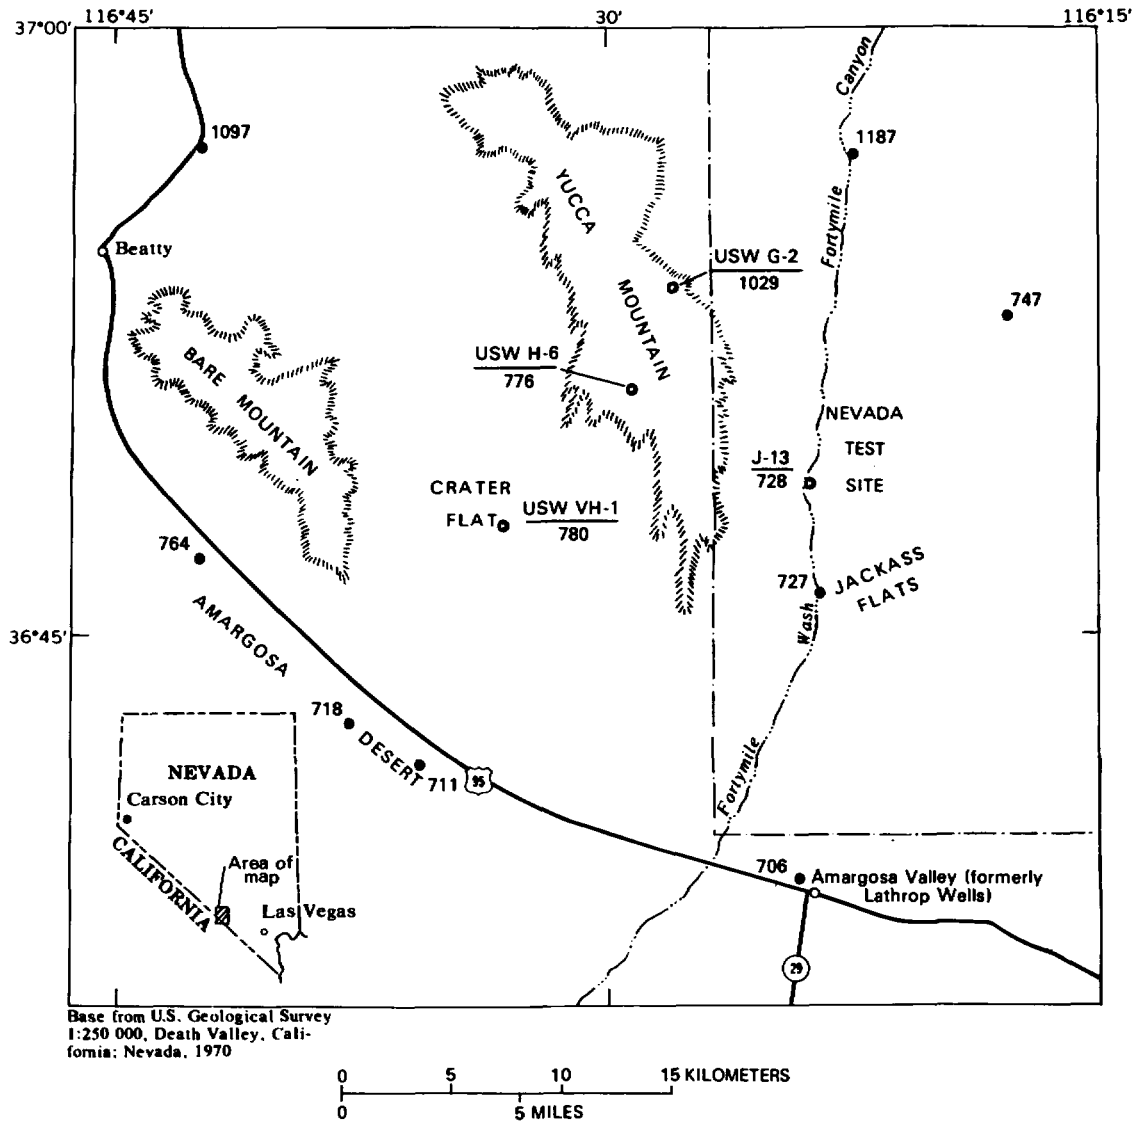 116°45' 30' 116°15'
37°00'
Canyon
1097
1187
YUCCA
Fortymile
Beatty
USW G-2
1029
747
MOUNTAIN
BARE
MOUNTAIN
USW H-6
776
NEVADA
TEST
SITE
J-13
728
CRATER
FLAT
USW VH-1
780
764
727
JACKASS
FLATS
Wash
36°45'
AMARGOSA
718
DESERT
711
95
Fortymile
NEVADA
Carson City
CALIFORNIA
Area of
map
Las Vegas
706
Amargosa Valley (formerly
Lathrop Wells)
29
Base from U.S. Geological Survey
1:250 000, Death Valley, Cali-
fornia; Nevada, 1970
0 5 10 15 KILOMETERS
0 5 MILES